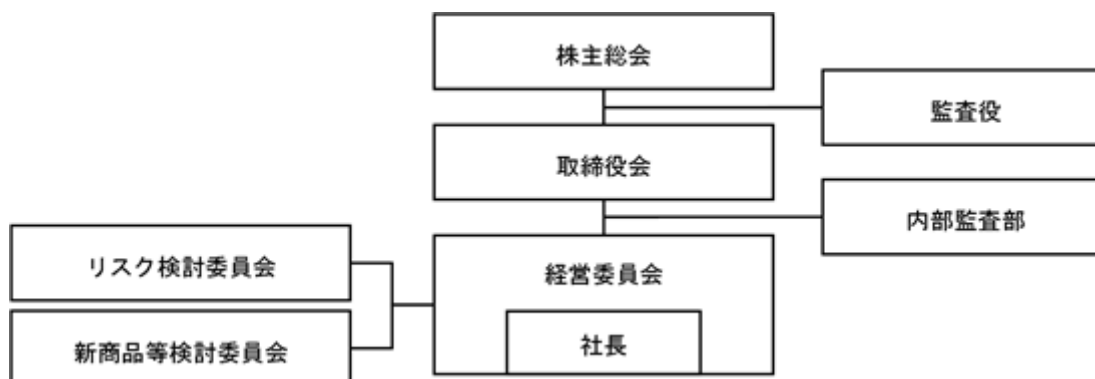 株主総会
監査役
取締役会
内部監査部
リスク検討委員会
経営委員会
新商品等検討委員会
社長